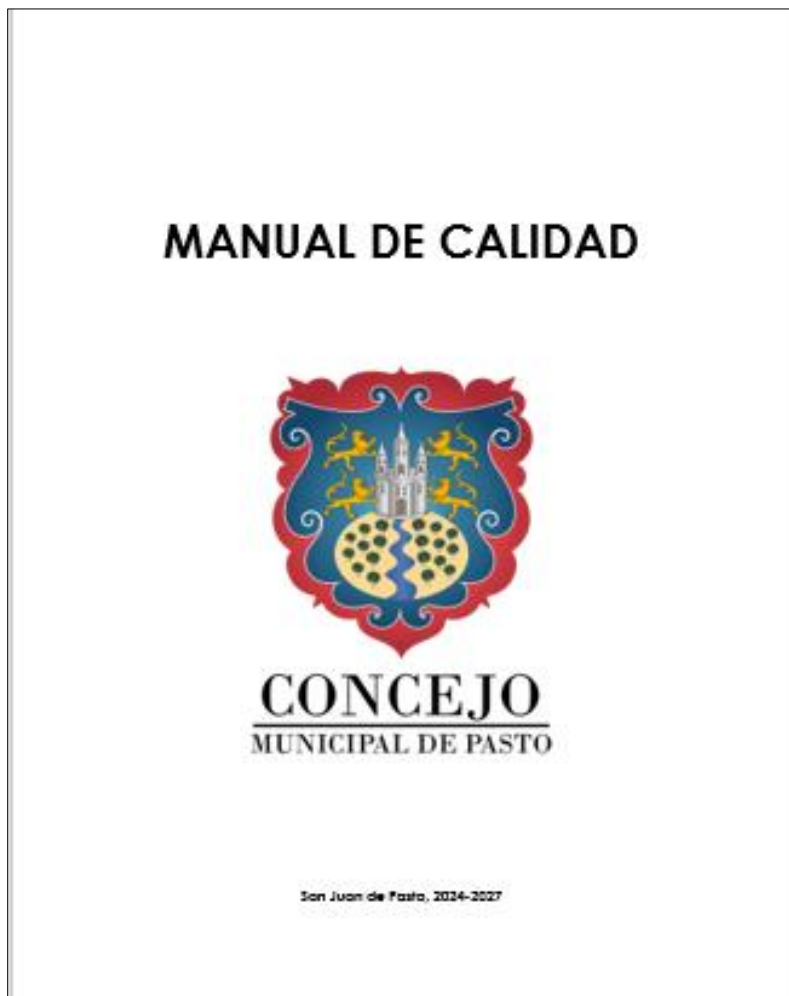 MANUAL DE CALIDAD
CONCEJO
MUNICIPAL DE PASTO
San Juan de Pasto, 2024-2027